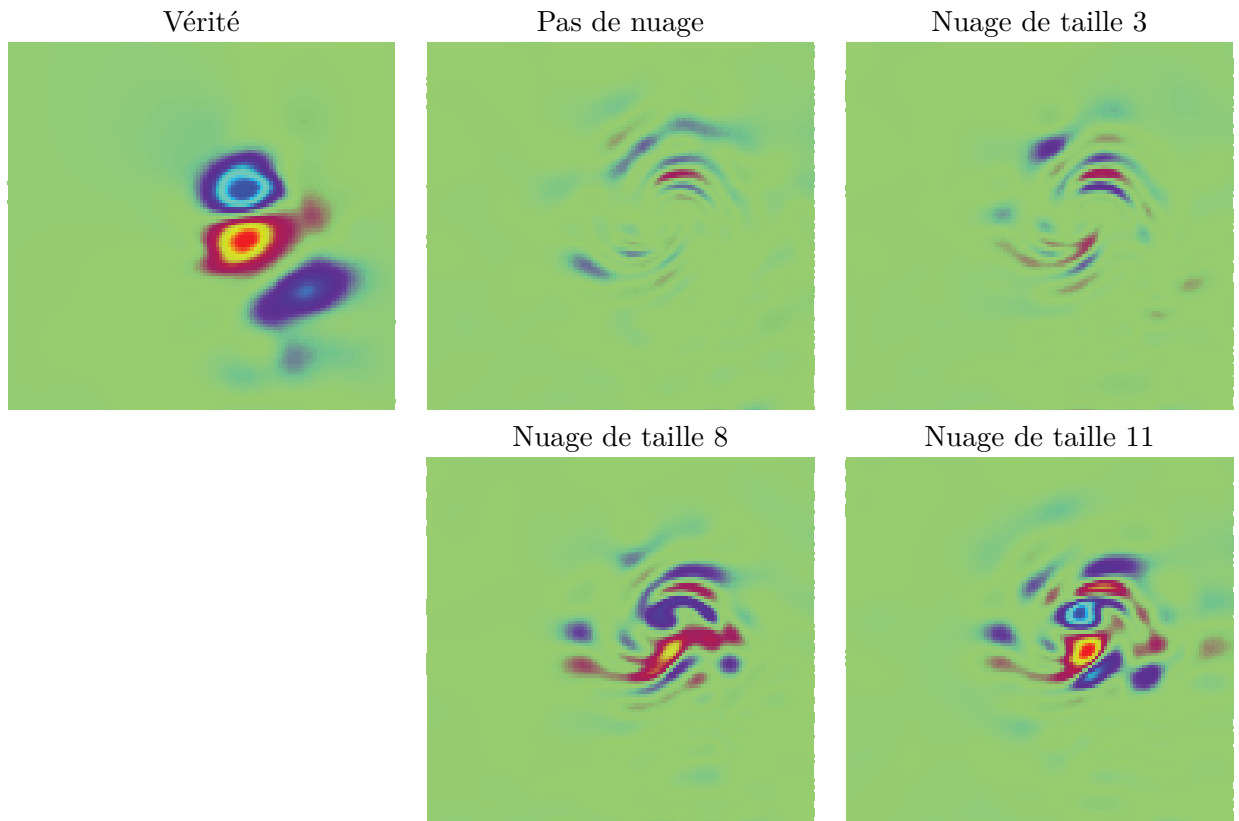 Vérité
Pas de nuage
Nuage de taille 3
Nuage de taille 8
Nuage de taille 11